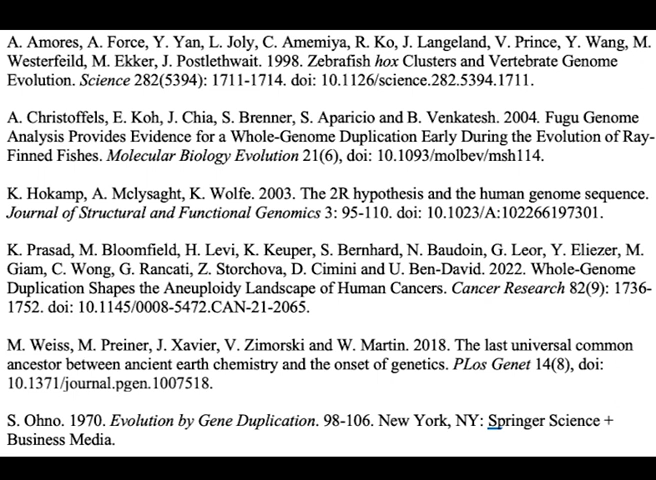 A. Amores, A. Force, Y. Yan, L. Joly, C. Amemiya, R. Ko, J. Langeland, V. Prince, Y. Wang, M.
Westerfeild, M. Ekker, J. Postlethwait. 1998. Zebrafish hox Clusters and Vertebrate Genome
Evolution. Science 282(5394): 1711-1714. doi: 10.1126/science.282.5394.1711.
A. Christoffels, E. Koh, J. Chia, S. Brenner, S. Aparicio and B. Venkatesh. 2004. Fugu Genome
Analysis Provides Evidence for a Whole-Genome Duplication Early During the Evolution of Ray-
Finned Fishes. Molecular Biology Evolution 21(6), doi: 10.1093/molbev/msh114.
K. Hokamp, A. Mclysaght, K. Wolfe. 2003. The 2R hypothesis and the human genome sequence.
Journal of Structural and Functional Genomics 3: 95-110. doi: 10.1023/A:102266197301.
K. Prasad, M. Bloomfield, H. Levi, K. Keuper, S. Bernhard, N. Baudoin, G. Leor, Y. Eliezer, M.
Giam, C. Wong, G. Rancati, Z. Storchova, D. Cimini and U. Ben-David. 2022. Whole-Genome
Duplication Shapes the Aneuploidy Landscape of Human Cancers. Cancer Research 82(9): 1736-
1752. doi: 10.1145/0008-5472.CAN-21-2065.
M. Weiss, M. Preiner, J. Xavier, V. Zimorski and W. Martin. 2018. The last universal common
ancestor between ancient earth chemistry and the onset of genetics. PLos Genet 14(8), doi:
10.1371/journal.pgen.1007518.
S. Ohno. 1970. Evolution by Gene Duplication. 98-106. New York, NY: Springer Science +
Business Media.